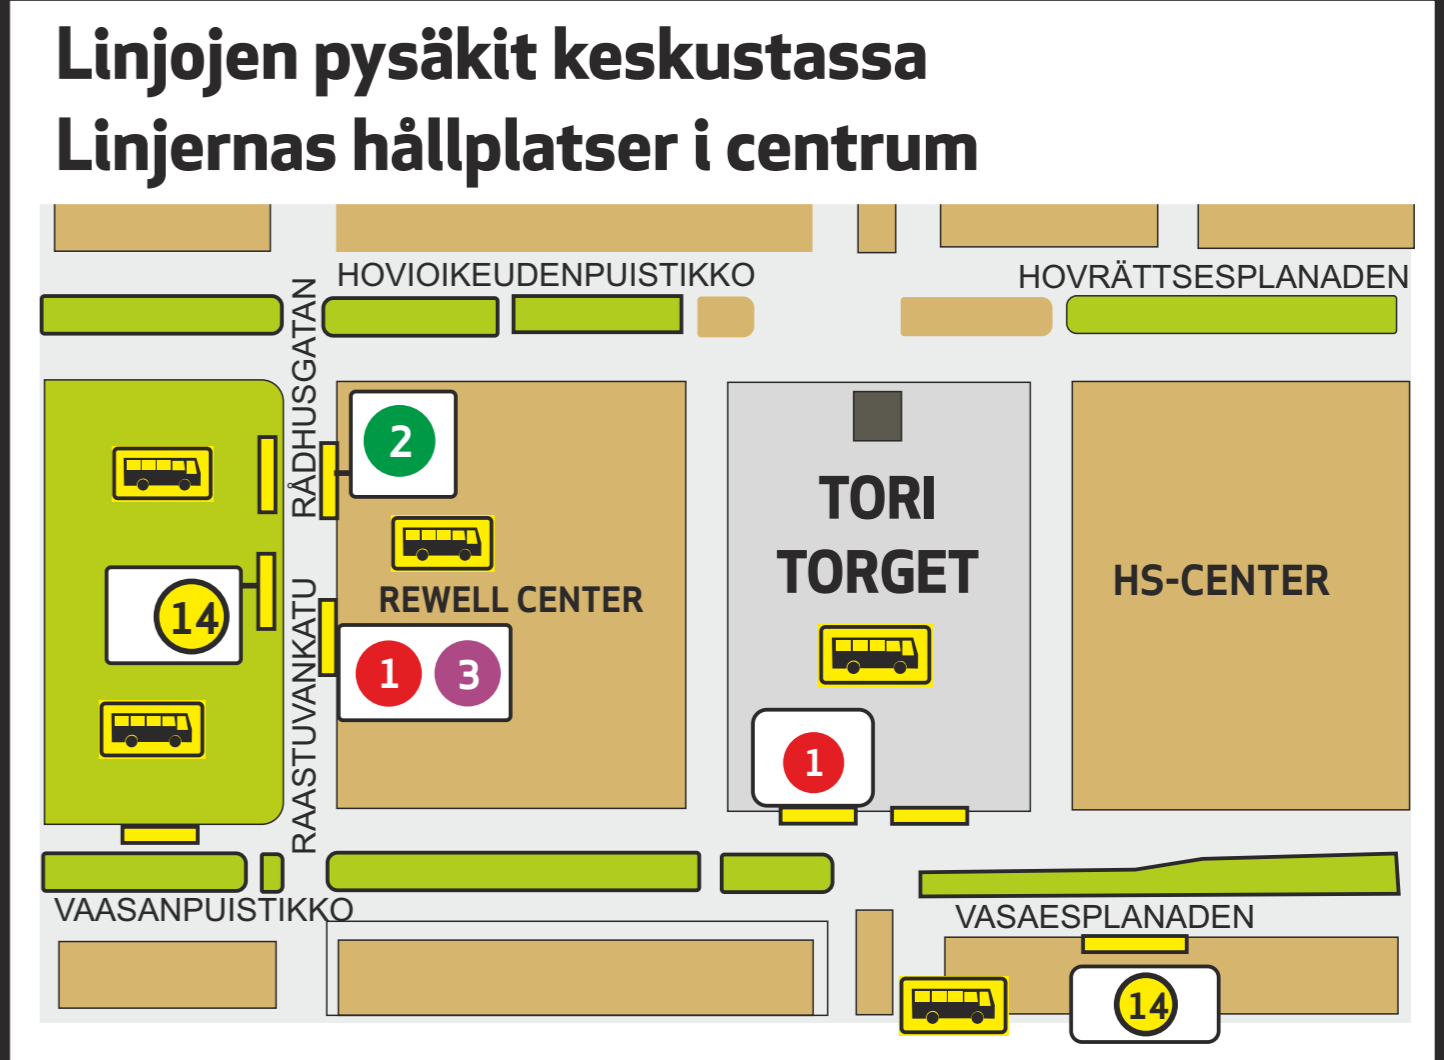 Linjojen pysäkit keskustassa
Linjernas hållplatser i centrum
HOVIOIKEUDENPUISTIKKO
HOVRÄTTSESPLANADEN
RÅDHUSGATAN
2
TORI
TORGET
HS-CENTER
REWELL CENTER
14
RAASTUVANKATU
1 3
1
VAASANPUISTIKKO
VASAESPLANADEN
14